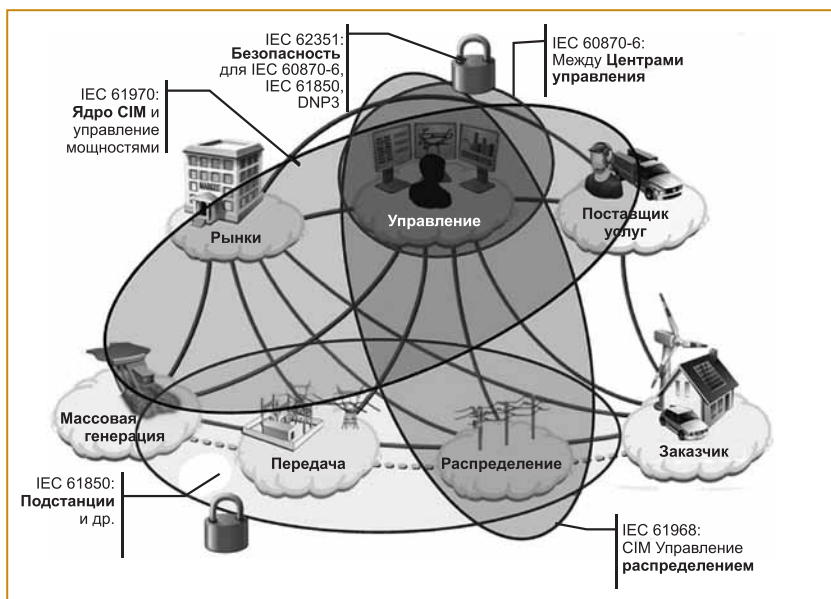 IEC 62351:
Безопасность
для IEC 60870-6,
IEC 61850,
DNP3
IEC 60870-6:
Между Центрами
управления
IEC 61970:
Ядро CIM и
управление
мощностями
MARKET
Рынки
Управление
Поставщик
услуг
Массовая
генерация
Передача
Распределение
Заказчик
IEC 61850:
Подстанции
и др.
IEC 61968:
CIM Управление
распределением